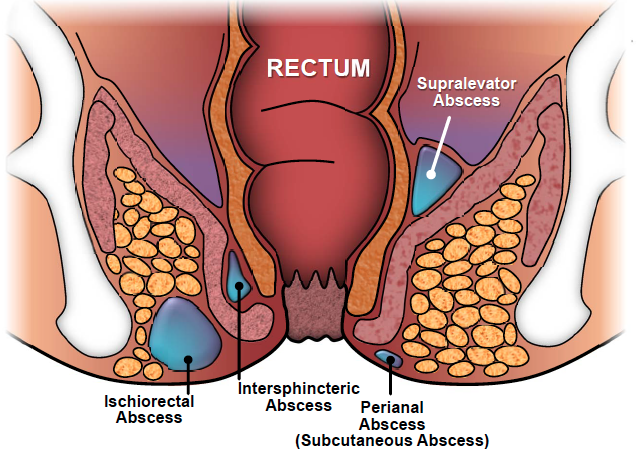 RECTUM
Supralevator
Abscess
Ischiorectal
Abscess
Intersphincteric
Abscess
Perianal
Abscess
(Subcutaneous Abscess)